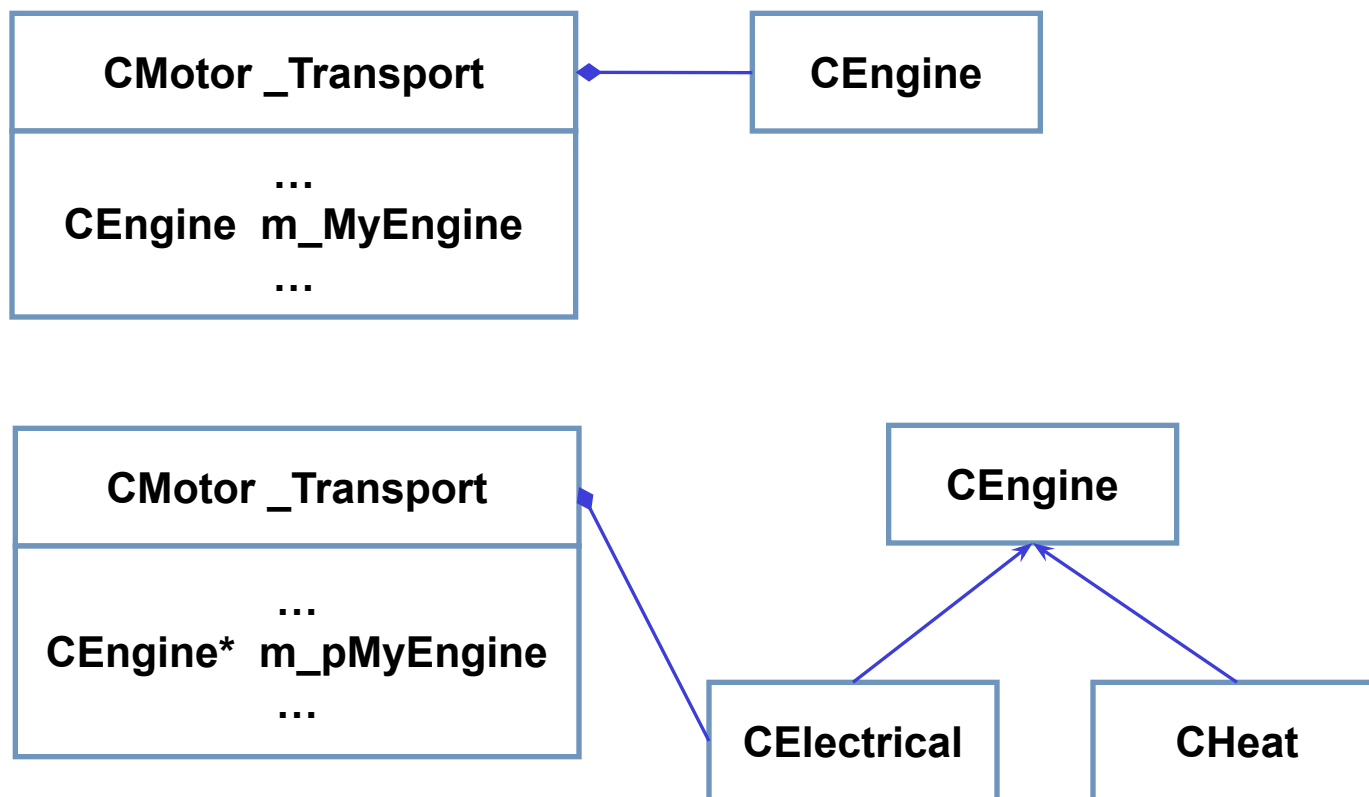 CMotor _Transport
CEngine
…
CEngine m_MyEngine
…
CMotor _Transport
CEngine
…
CEngine* m_pMyEngine
…
CElectrical
CHeat